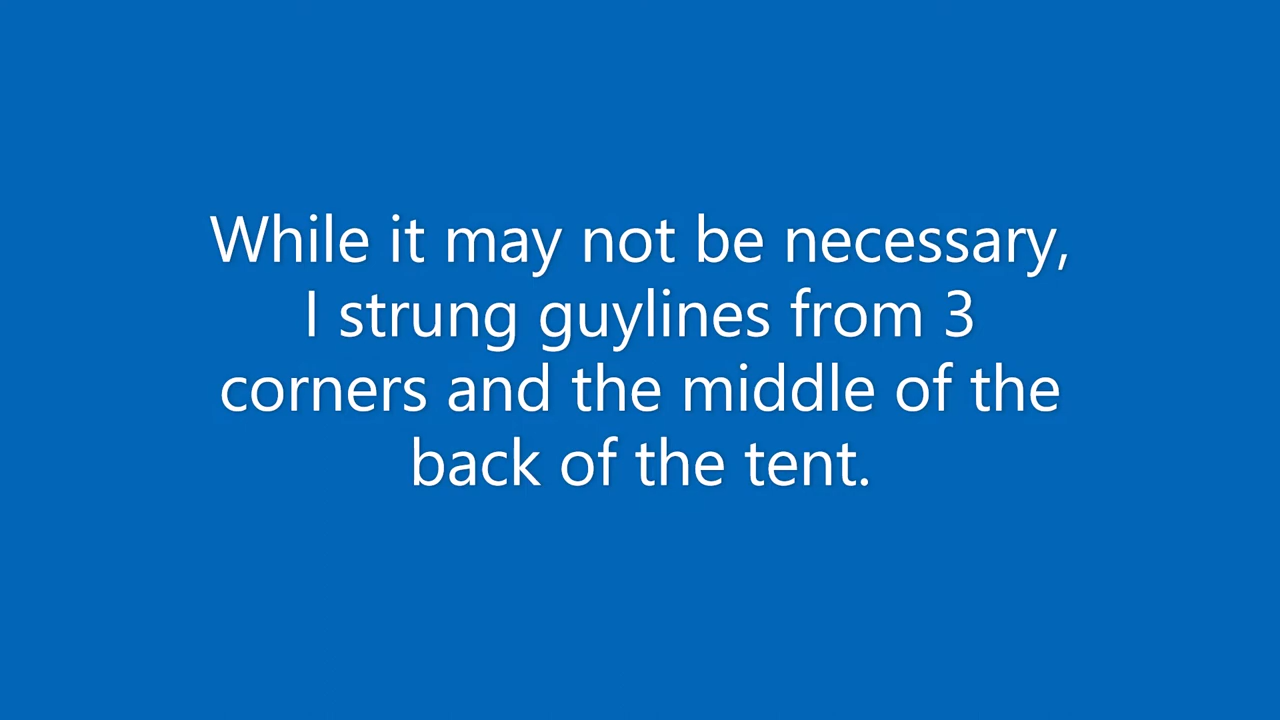 While it may not be necessary,
I strung guylines from 3
corners and the middle of the
back of the tent.